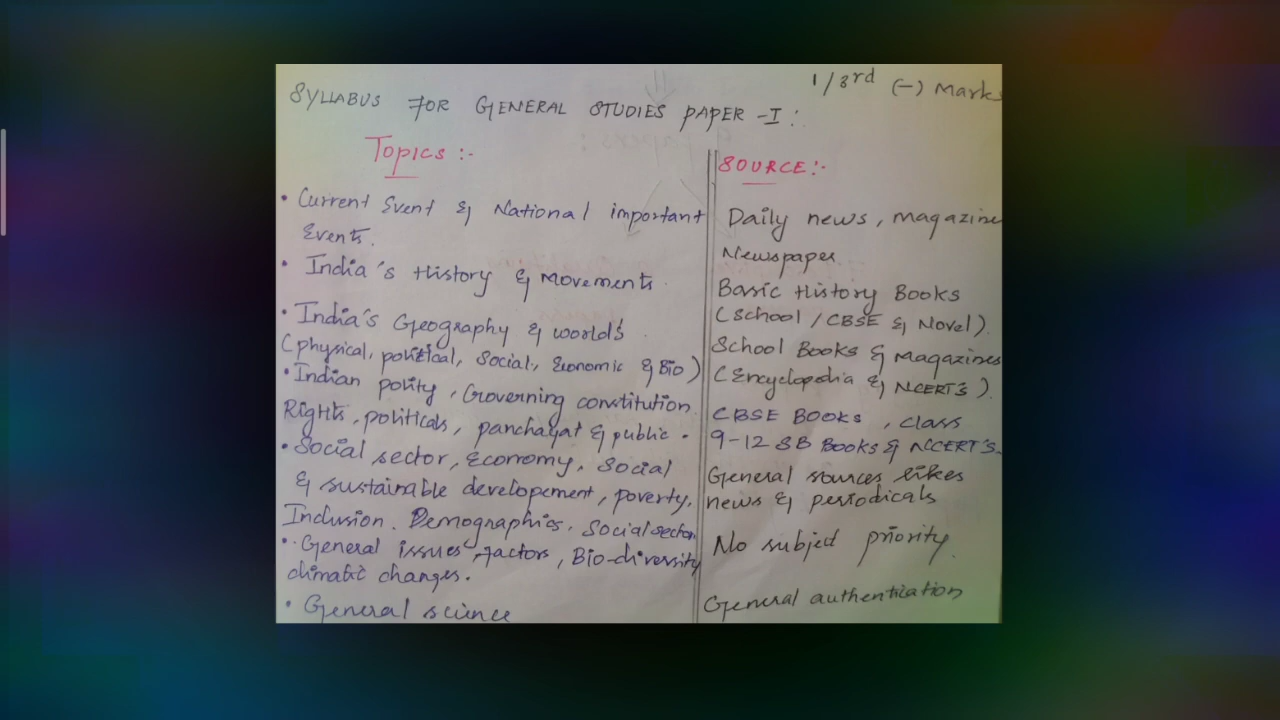 1/3rd (-) Marks
SYLLABUS FOR GENERAL STUDIES PAPER -I :
Topics :-
• Current Event & National important
Events.
• India's History & Movements
• India's Geography & world's
(physical, political, Social, Economic & Bio)
• Indian polity, Governing constitution
Rights, politicals, panchayat & public.
• Social sector, Economy, Social
& sustainable developement, poverty,
Inclusion. Demographics, Social sector
• General issues, factors, Bio-diversity
climatic changes.
• General science
SOURCE:-
Daily news, magazine
Newspaper
Basic History Books
(School / CBSE & Novel).
School Books & Magazines
(Encyclopedia & NCERT'S).
CBSE BOOKS, class
9-12 SB Books & NCCERT'S.
General sources likes
news & periodicals
No subject priority.
General authentication